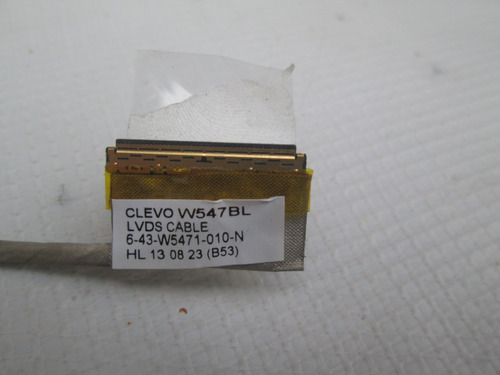 CLEVO W547BL
LVDS CABLE
6-43-W5471-010-N
HL 13 08 23 (B53)